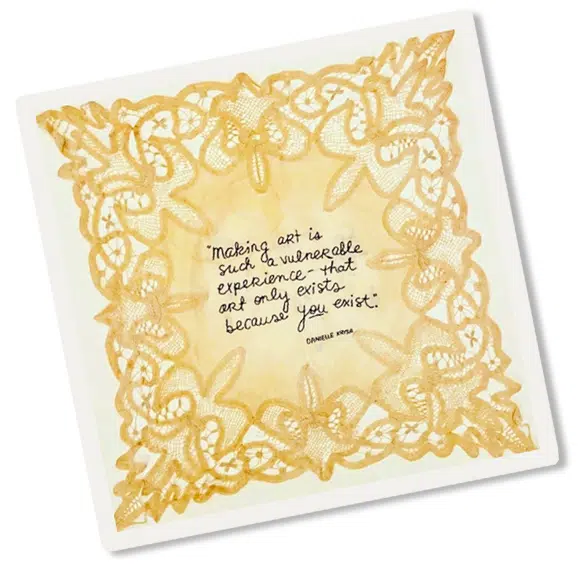 "Making art is
such a vulnerable
experience – that
art only exists
because you exist."
DANIELLE KRYSA